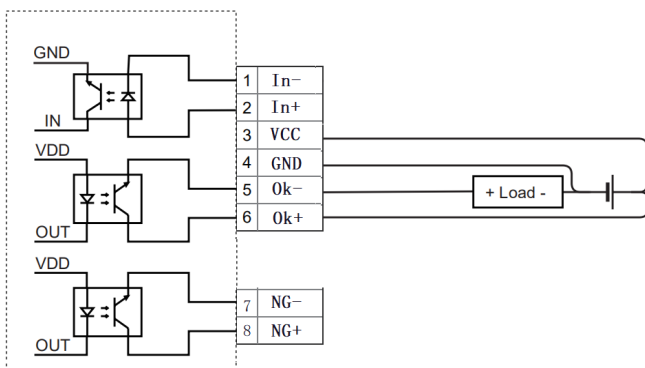 GND
IN
VDD
OUT
VDD
OUT
1 In-
2 In+
3 VCC
4 GND
5 Ok-
6 Ok+
7 NG-
8 NG+
+ Load -